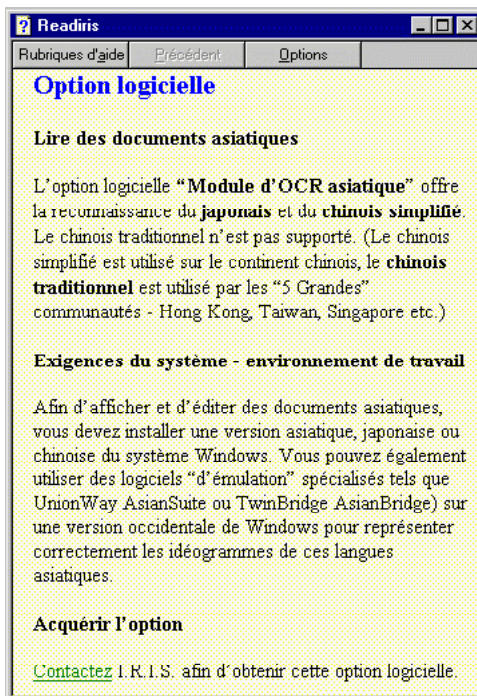 Readiris
Rubriques d'aide Précédent Options
Option logicielle
Lire des documents asiatiques
L'option logicielle “Module d'OCR asiatique” offre
la reconnaissance du japonais et du chinois simplifié.
Le chinois traditionnel n'est pas supporté. (Le chinois
simplifié est utilisé sur le continent chinois, le chinois
traditionnel est utilisé par les “5 Grandes”
communautés - Hong Kong, Taiwan, Singapore etc.)
Exigences du système - environnement de travail
Afin d'afficher et d'éditer des documents asiatiques,
vous devez installer une version asiatique, japonaise ou
chinoise du système Windows. Vous pouvez également
utiliser des logiciels “d'émulation” spécialisés tels que
UnionWay AsianSuite ou TwinBridge AsianBridge) sur
une version occidentale de Windows pour représenter
correctement les idéogrammes de ces langues
asiatiques.
Acquérir l'option
Contactez I.R.I.S. afin d'obtenir cette option logicielle.